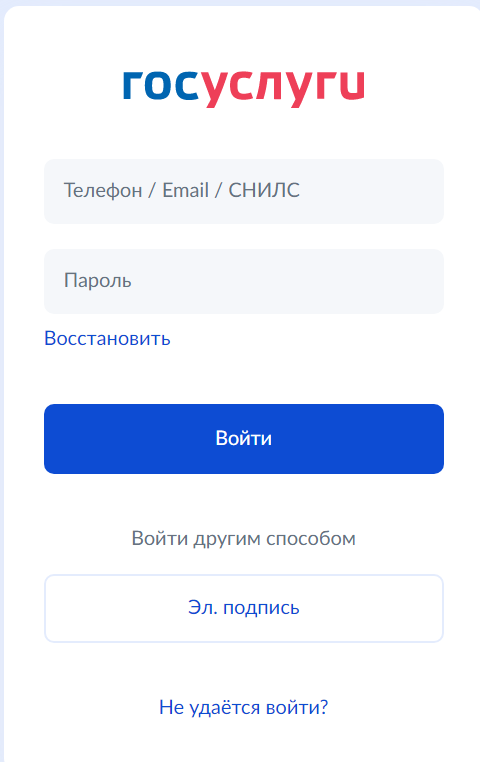 госуслуги
Телефон / Email / СНИЛС
Пароль
Восстановить
Войти
Войти другим способом
Эл. подпись
Не удаётся войти?